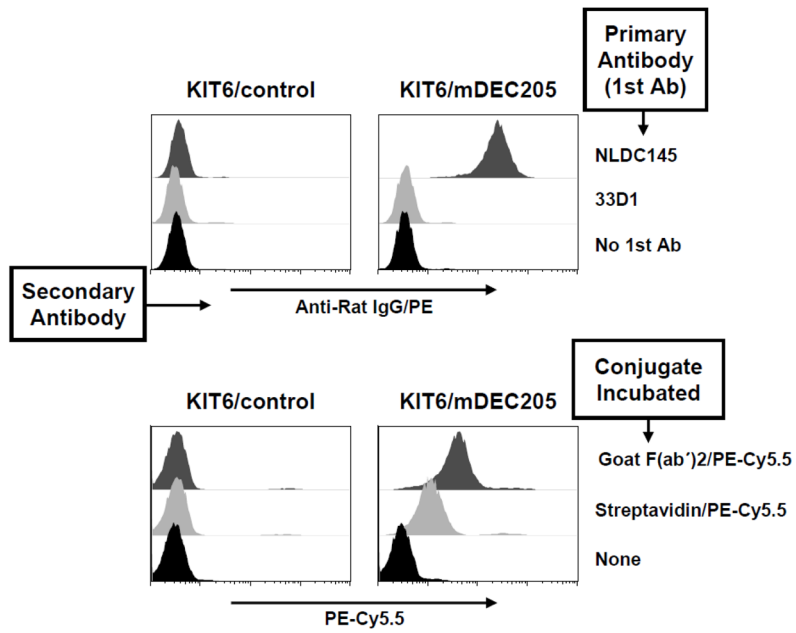 Primary
Antibody
(1st Ab)
KIT6/control
KIT6/mDEC205
NLDC145
33D1
No 1st Ab
Secondary
Antibody
Anti-Rat IgG/PE
Conjugate
Incubated
KIT6/control
KIT6/mDEC205
Goat F(ab´)2/PE-Cy5.5
Streptavidin/PE-Cy5.5
None
PE-Cy5.5